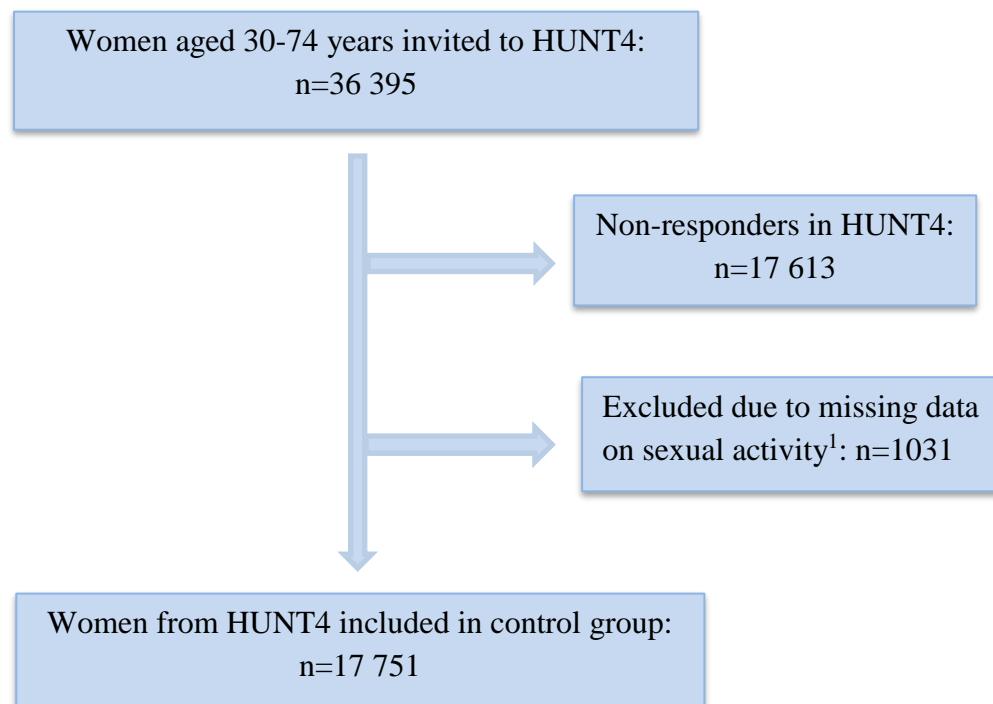 Women aged 30-74 years invited to HUNT4:
n=36 395
Non-responders in HUNT4:
n=17 613
Excluded due to missing data
on sexual activity¹: n=1031
Women from HUNT4 included in control group:
n=17 751